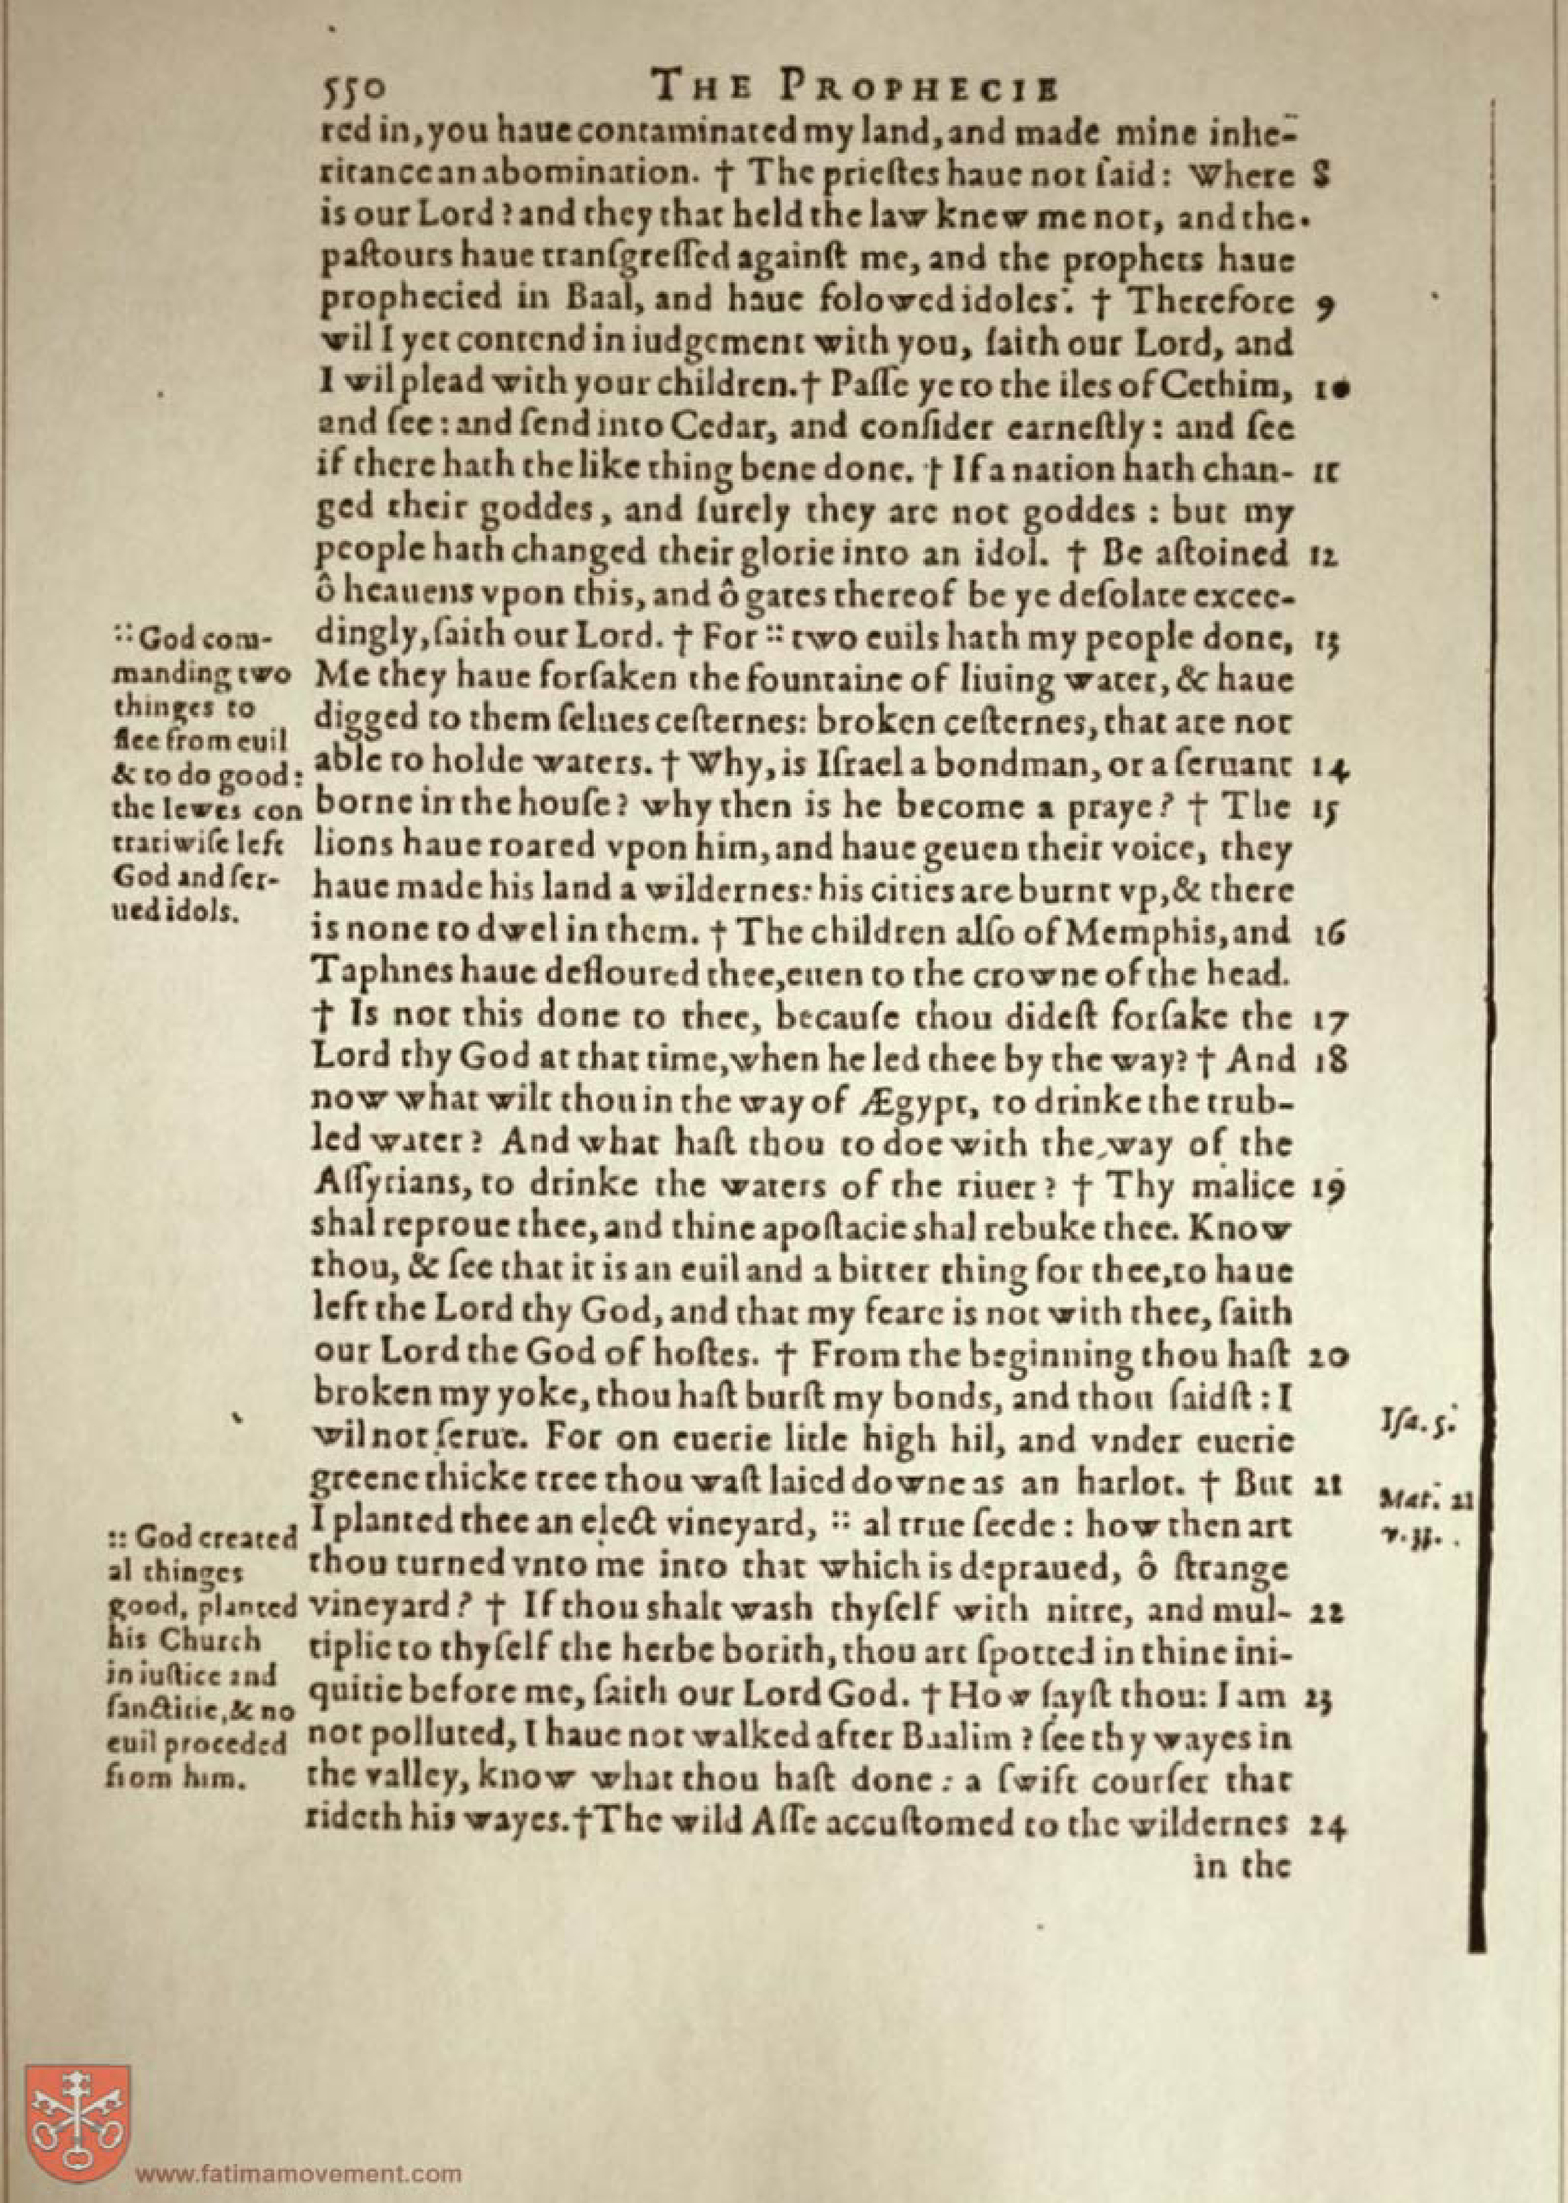 550 THE PROPHECIE
red in, you haue contaminated my land, and made mine inhe-
ritance an abomination. † The prieſtes haue not ſaid: Where 8
is our Lord? and they that held the law knew me not, and the
paſtours haue tranſgreſſed againſt me, and the prophets haue
prophecied in Baal, and haue folowed idoles. † Therefore 9
wil I yet contend in iudgement with you, ſaith our Lord, and
I wil plead with your children. † Paſſe ye to the iles of Cethim, 10
and ſee: and ſend into Cedar, and conſider earneſtly: and ſee
if there hath the like thing bene done. † If a nation hath chan- 11
ged their goddes, and ſurely they are not goddes: but my
people hath changed their glorie into an idol. † Be aſtoined 12
ô heauens vpon this, and ô gates thereof be ye deſolate excee-
dingly, ſaith our Lord. † For :: two euils hath my people done, 13
Me they haue forſaken the fountaine of liuing water, & haue
digged to them ſelues ceſternes: broken ceſternes, that are not
able to holde waters. † Why, is Iſrael a bondman, or a ſeruant 14
borne in the houſe? why then is he become a praye? † The 15
lions haue roared vpon him, and haue geuen their voice, they
haue made his land a wildernes: his cities are burnt vp, & there
is none to dwel in them. † The children alſo of Memphis, and 16
Taphnes haue defloured thee, euen to the crowne of the head.
† Is not this done to thee, becauſe thou dideſt forſake the 17
Lord thy God at that time, when he led thee by the way? † And 18
now what wilt thou in the way of Ægypt, to drinke the trub-
led water? And what haſt thou to doe with the way of the
Aſſyrians, to drinke the waters of the riuer? † Thy malice 19
shal reproue thee, and thine apoſtacie shal rebuke thee. Know
thou, & ſee that it is an euil and a bitter thing for thee, to haue
left the Lord thy God, and that my feare is not with thee, ſaith
our Lord the God of hoſtes. † From the beginning thou haſt 20
broken my yoke, thou haſt burſt my bonds, and thou ſaidſt: I
wil not ſerue. For on euerie litle high hil, and vnder euerie
greene thicke tree thou waſt laied downe as an harlot. † But 21
I planted thee an elect vineyard, :: al true ſeede: how then art
thou turned vnto me into that which is depraued, ô ſtrange
vineyard? † If thou shalt wash thyſelf with nitre, and mul- 22
tiplie to thyſelf the herbe borith, thou art ſpotted in thine ini-
quitie before me, ſaith our Lord God. † How ſayſt thou: I am 23
not polluted, I haue not walked after Baalim? ſee thy wayes in
the valley, know what thou haſt done: a ſwift courſer that
rideth his wayes. † The wild Aſſe accuſtomed to the wildernes 24
in the
:: God com-
manding two
thinges to
flee from euil
& to do good:
the Iewes con
trariwiſe left
God and ſer-
ued idols.
:: God created
al thinges
good, planted
his Church
in iuſtice and
ſanctitie, & no
euil proceded
from him.
Iſa. 5.
Mat. 21
v. 33.
www.fatimamovement.com